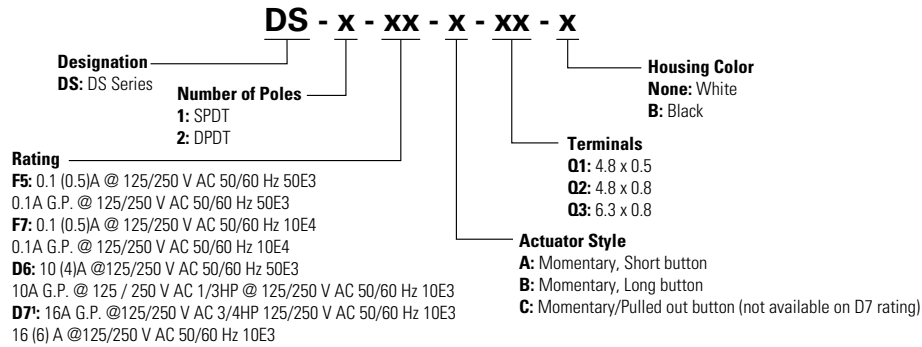 DS - x - xx - x - xx - x
Designation
DS: DS Series
Number of Poles
1: SPDT
2: DPDT
Rating
F5: 0.1 (0.5)A @ 125/250 V AC 50/60 Hz 50E3
0.1A G.P. @ 125/250 V AC 50/60 Hz 50E3
F7: 0.1 (0.5)A @ 125/250 V AC 50/60 Hz 10E4
0.1A G.P. @ 125/250 V AC 50/60 Hz 10E4
D6: 10 (4)A @125/250 V AC 50/60 Hz 50E3
10A G.P. @ 125 / 250 V AC 1/3HP @ 125/250 V AC 50/60 Hz 10E3
D7¹: 16A G.P. @125/250 V AC 3/4HP 125/250 V AC 50/60 Hz 10E3
16 (6) A @125/250 V AC 50/60 Hz 10E3
Housing Color
None: White
B: Black
Terminals
Q1: 4.8 x 0.5
Q2: 4.8 x 0.8
Q3: 6.3 x 0.8
Actuator Style
A: Momentary, Short button
B: Momentary, Long button
C: Momentary/Pulled out button (not available on D7 rating)